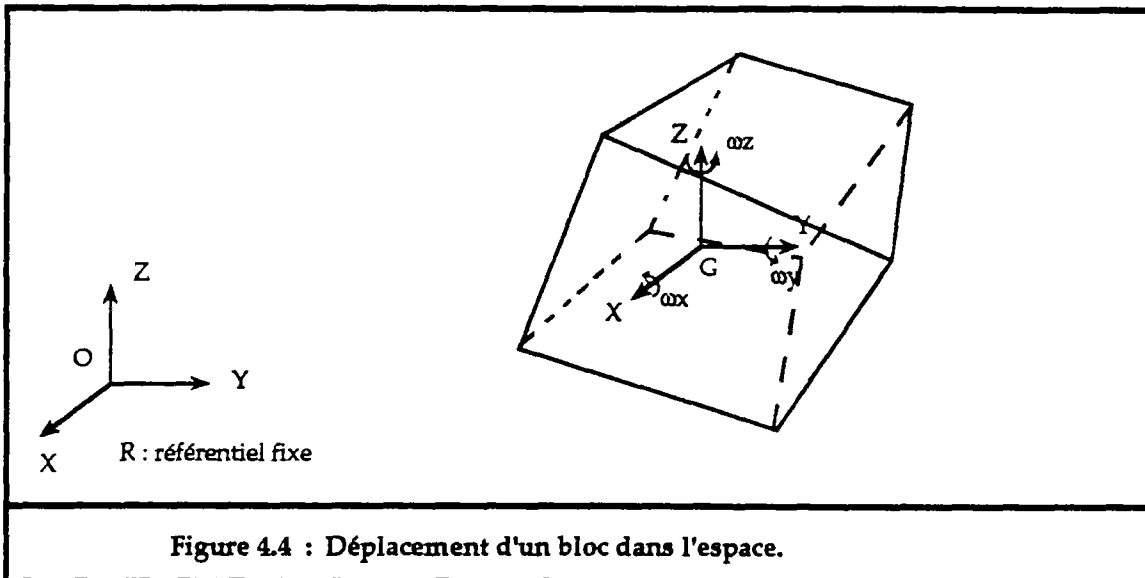 Z
ωz
Y
G
ωy
X
ωx
Z
O
Y
X
R : référentiel fixe
Figure 4.4 : Déplacement d'un bloc dans l'espace.